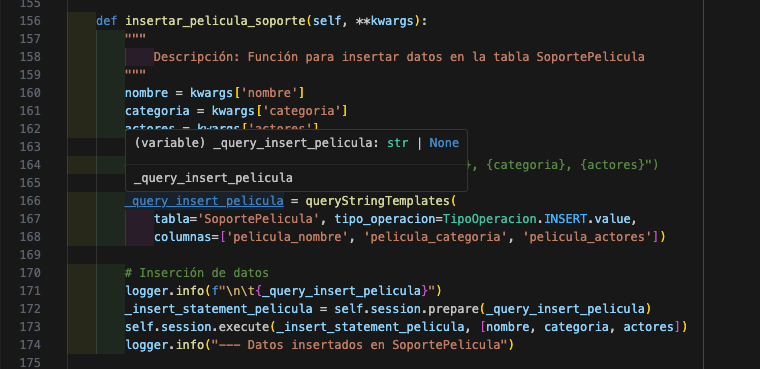 155
156 def insertar_pelicula_soporte(self, **kwargs):
157 """
158 Descripción: Función para insertar datos en la tabla SoportePelicula
159 """
160 nombre = kwargs['nombre']
161 categoria = kwargs['categoria']
162 actores = kwargs['actores']
(variable) _query_insert_pelicula: str | None
163
164 }, {categoria}, {actores}")
_query_insert_pelicula
165
166 _query_insert_pelicula = queryStringTemplates(
167 tabla='SoportePelicula', tipo_operacion=TipoOperacion.INSERT.value,
168 columnas=['pelicula_nombre', 'pelicula_categoria', 'pelicula_actores'])
169
170 # Inserción de datos
171 logger.info(f"\n\t{_query_insert_pelicula}")
172 _insert_statement_pelicula = self.session.prepare(_query_insert_pelicula)
173 self.session.execute(_insert_statement_pelicula, [nombre, categoria, actores])
174 logger.info("--- Datos insertados en SoportePelicula")
175